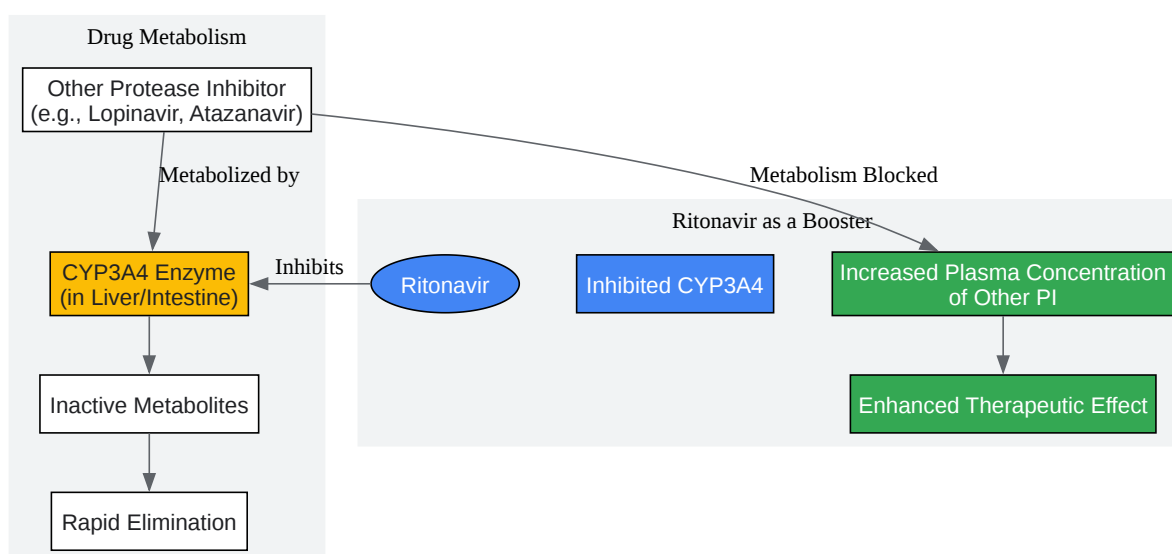 Drug Metabolism
Other Protease Inhibitor
(e.g., Lopinavir, Atazanavir)
Metabolized by
Metabolism Blocked
Ritonavir as a Booster
CYP3A4 Enzyme
(in Liver/Intestine)
Inhibits
Ritonavir
Inhibited CYP3A4
Increased Plasma Concentration
of Other PI
Inactive Metabolites
Enhanced Therapeutic Effect
Rapid Elimination